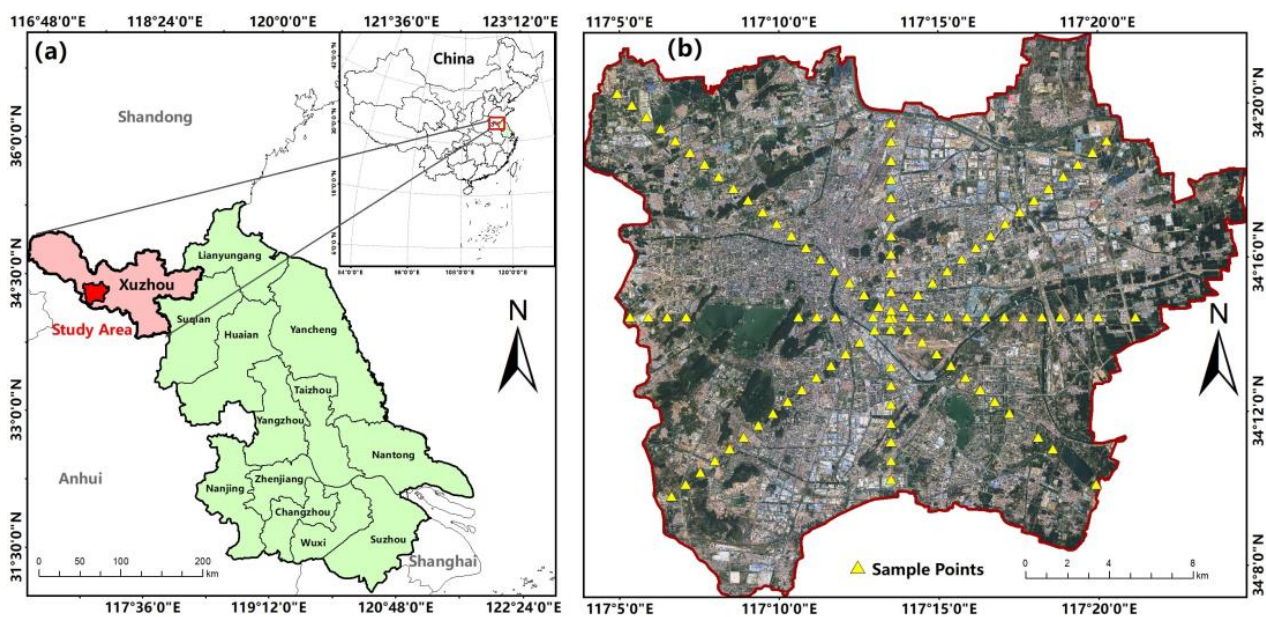 116°48'0"E 118°24'0"E 120°0'0"E 121°36'0"E 123°12'0"E
(a)
China
Shandong
36°0'0"N
34°30'0"N
33°0'0"N
31°30'0"N
Lianyungang
Xuzhou
Study Area
Suqian
Huaian
Yancheng
N
Taizhou
Yangzhou
Nantong
Anhui
Nanjing
Zhenjiang
Changzhou
Wuxi
Suzhou
Shanghai
0 50 100 200
km
117°36'0"E 119°12'0"E 120°48'0"E 122°24'0"E
117°5'0"E 117°10'0"E 117°15'0"E 117°20'0"E
(b)
34°20'0"N
34°16'0"N
N
34°12'0"N
34°8'0"N
Sample Points
0 2 4 8
km
117°5'0"E 117°10'0"E 117°15'0"E 117°20'0"E